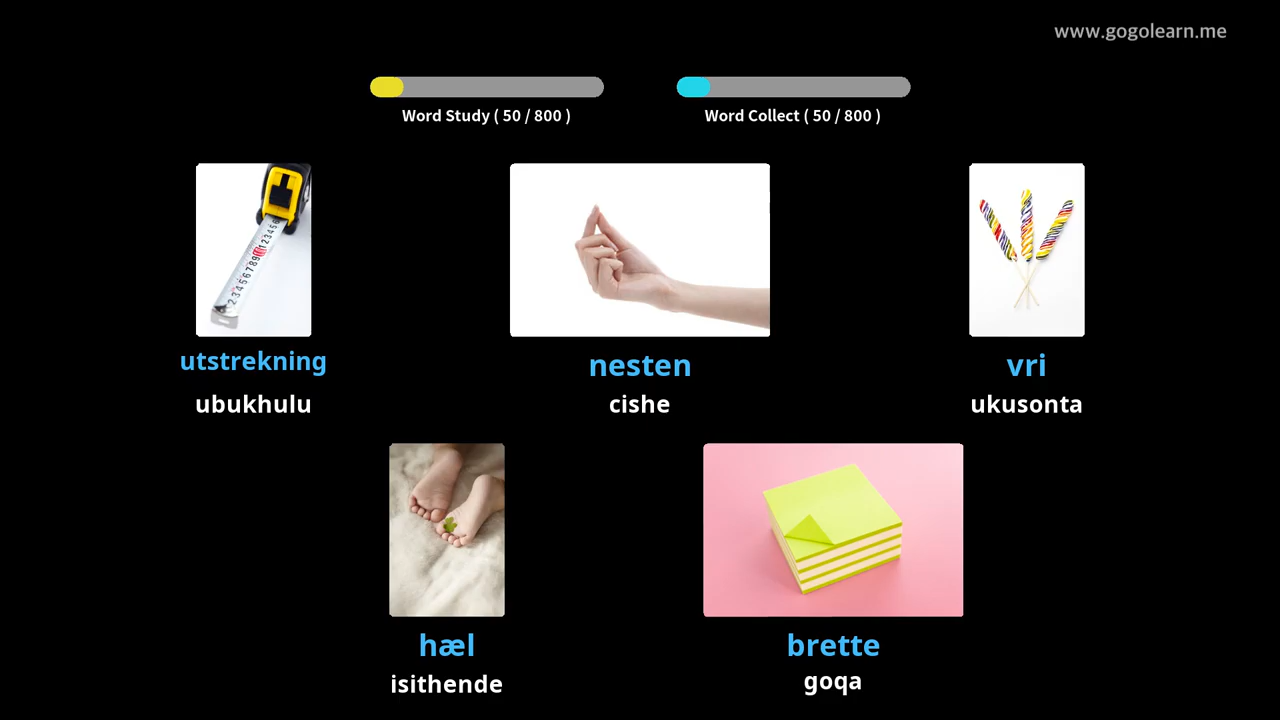 www.gogolearn.me
Word Study ( 50 / 800 )
Word Collect ( 50 / 800 )
utstrekning
ubukhulu
nesten
cishe
vri
ukusonta
hæl
isithende
brette
goqa